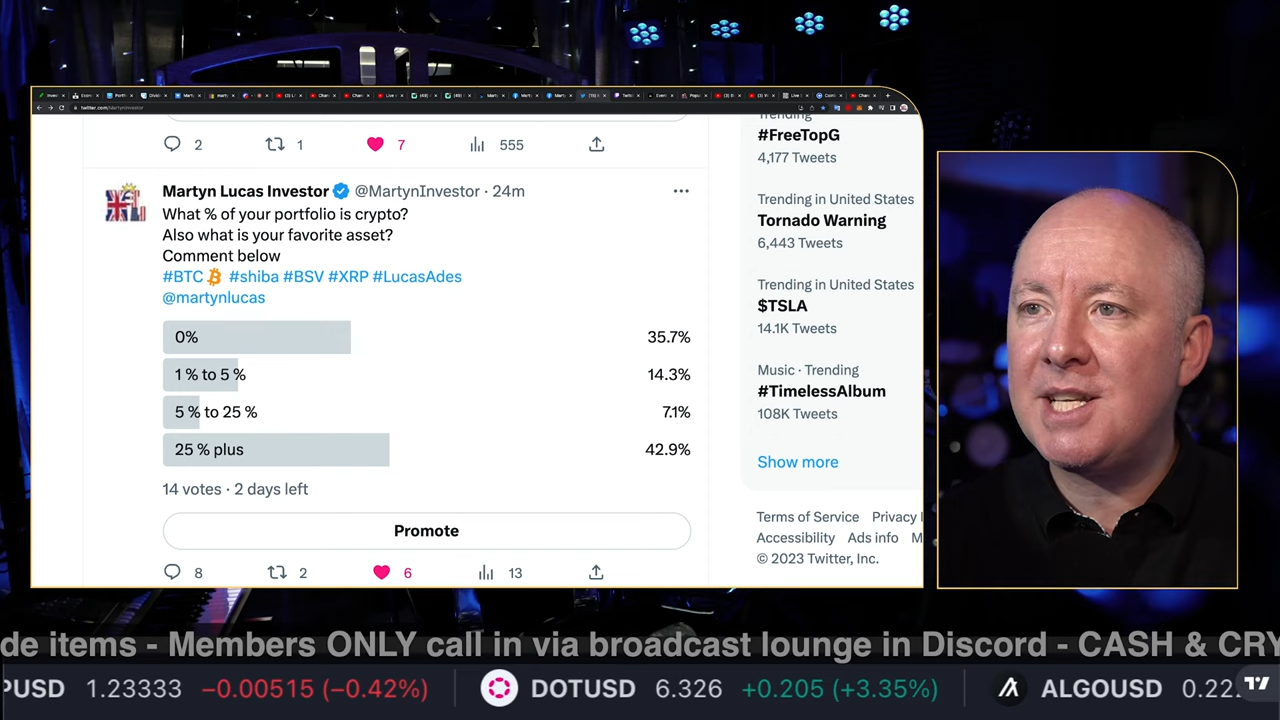 twitter.com/MartynInvestor
2 1 7 555
Martyn Lucas Investor @MartynInvestor · 24m
What % of your portfolio is crypto?
Also what is your favorite asset?
Comment below
#BTC #shiba #BSV #XRP #LucasAdes
@martynlucas
0% 35.7%
1 % to 5 % 14.3%
5 % to 25 % 7.1%
25 % plus 42.9%
14 votes · 2 days left
Promote
8 2 6 13
Trending
#FreeTopG
4,177 Tweets
Trending in United States
Tornado Warning
6,443 Tweets
Trending in United States
$TSLA
14.1K Tweets
Music · Trending
#TimelessAlbum
108K Tweets
Show more
Terms of Service Privacy
Accessibility Ads info M
© 2023 Twitter, Inc.
de items - Members ONLY call in via broadcast lounge in Discord - CASH & CRY
PUSD 1.23333 −0.00515 (−0.42%) DOTUSD 6.326 +0.205 (+3.35%) ALGOUSD 0.22